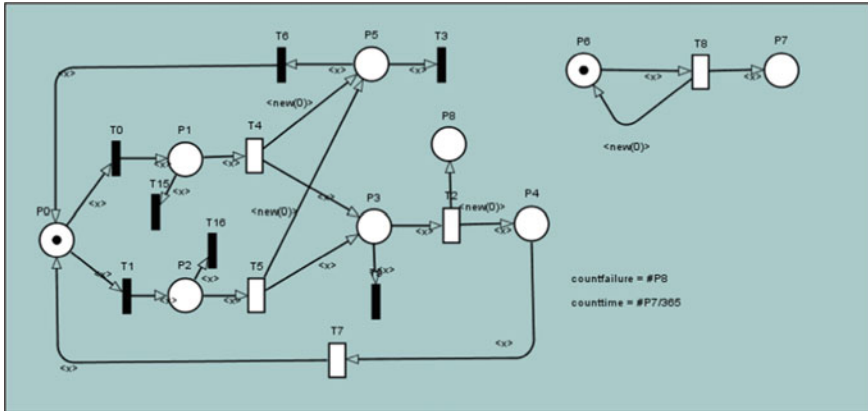 T6
P5
T3
P6
T8
P7
<x>
<x>
<x>
<x>
<x>
<new(0)>
<new(0)>
T0
P1
T4
P8
<x>
<x>
T15
<x>
<x>
<x>
P3
T2
<new(0)>
P4
P0
<new(0)>
T16
<x>
<x>
<x>
T1
P2
<x>
T5
<x>
<x>
<x>
<x>
countfailure = #P8
counttime = #P7/365
T7
<x>
<x>